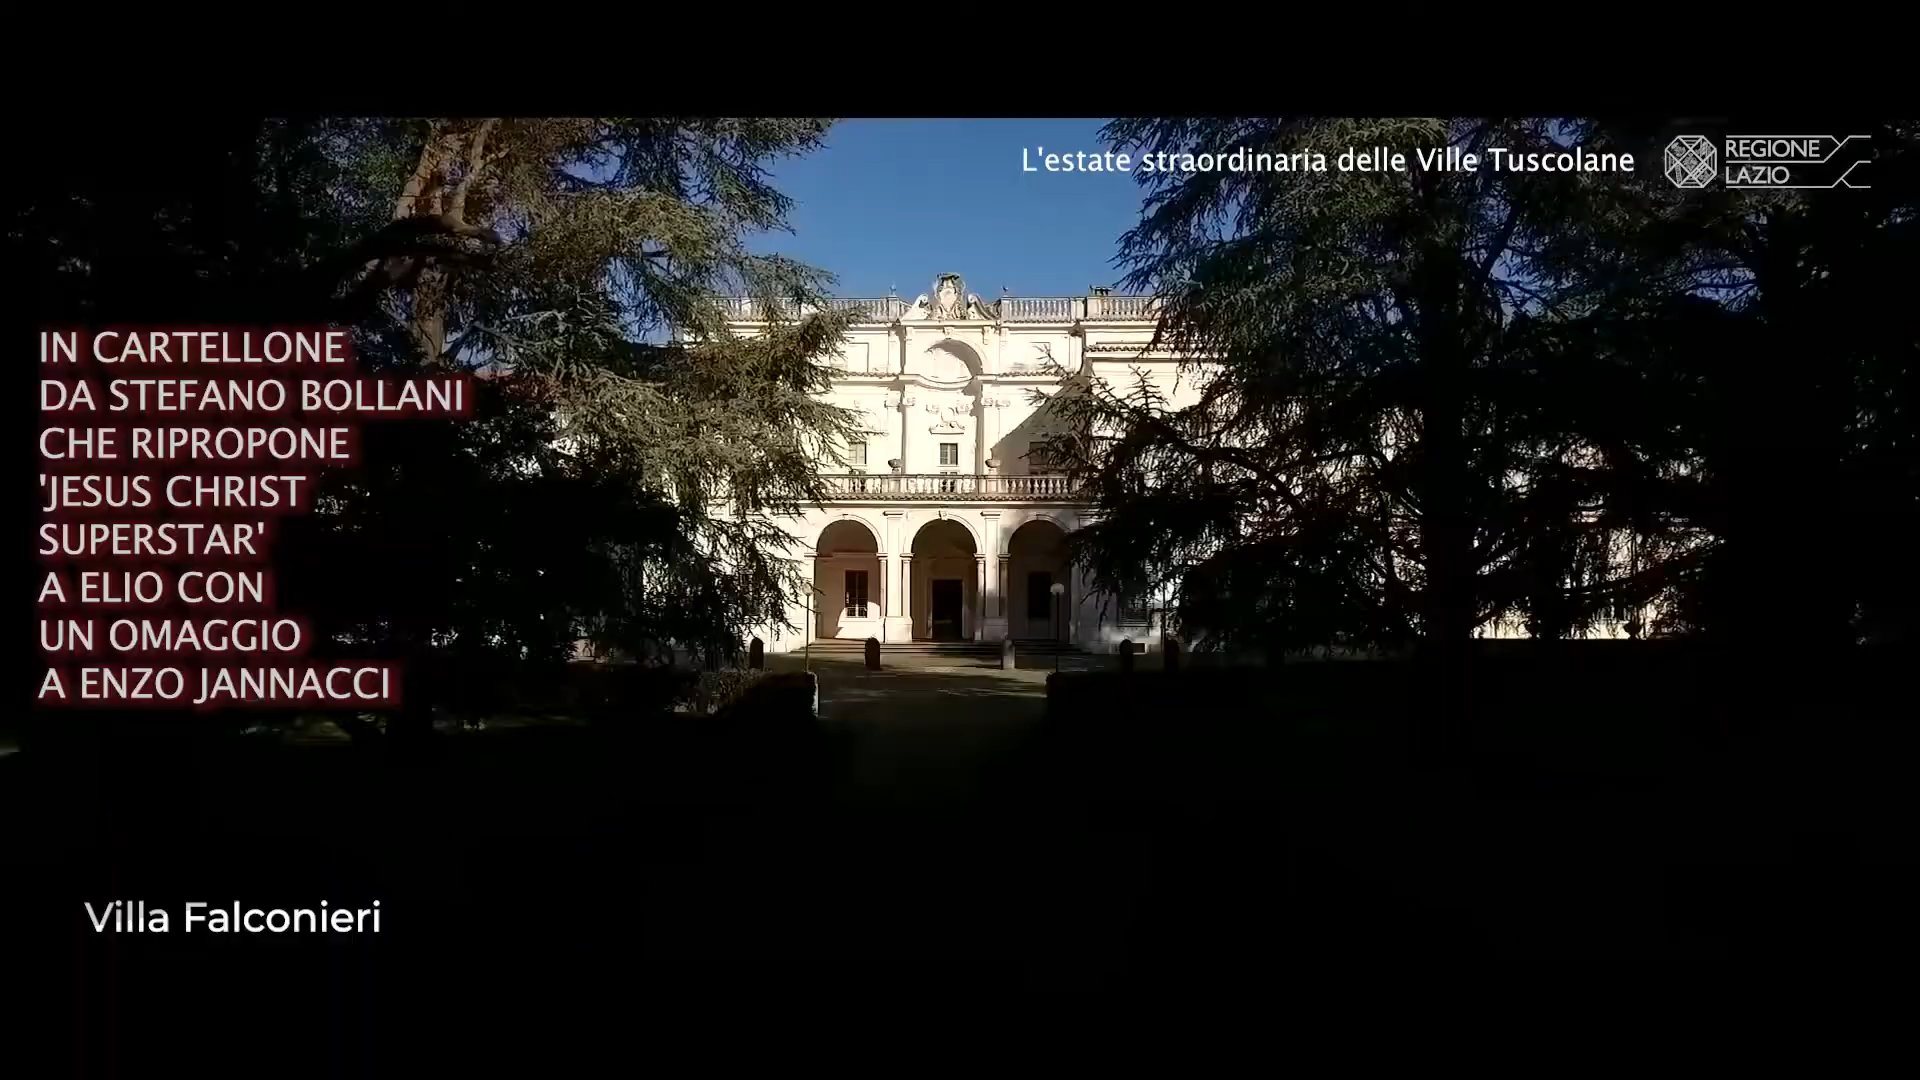 L'estate straordinaria delle Ville Tuscolane
REGIONE
LAZIO
IN CARTELLONE
DA STEFANO BOLLANI
CHE RIPROPONE
'JESUS CHRIST
SUPERSTAR'
A ELIO CON
UN OMAGGIO
A ENZO JANNACCI
Villa Falconieri